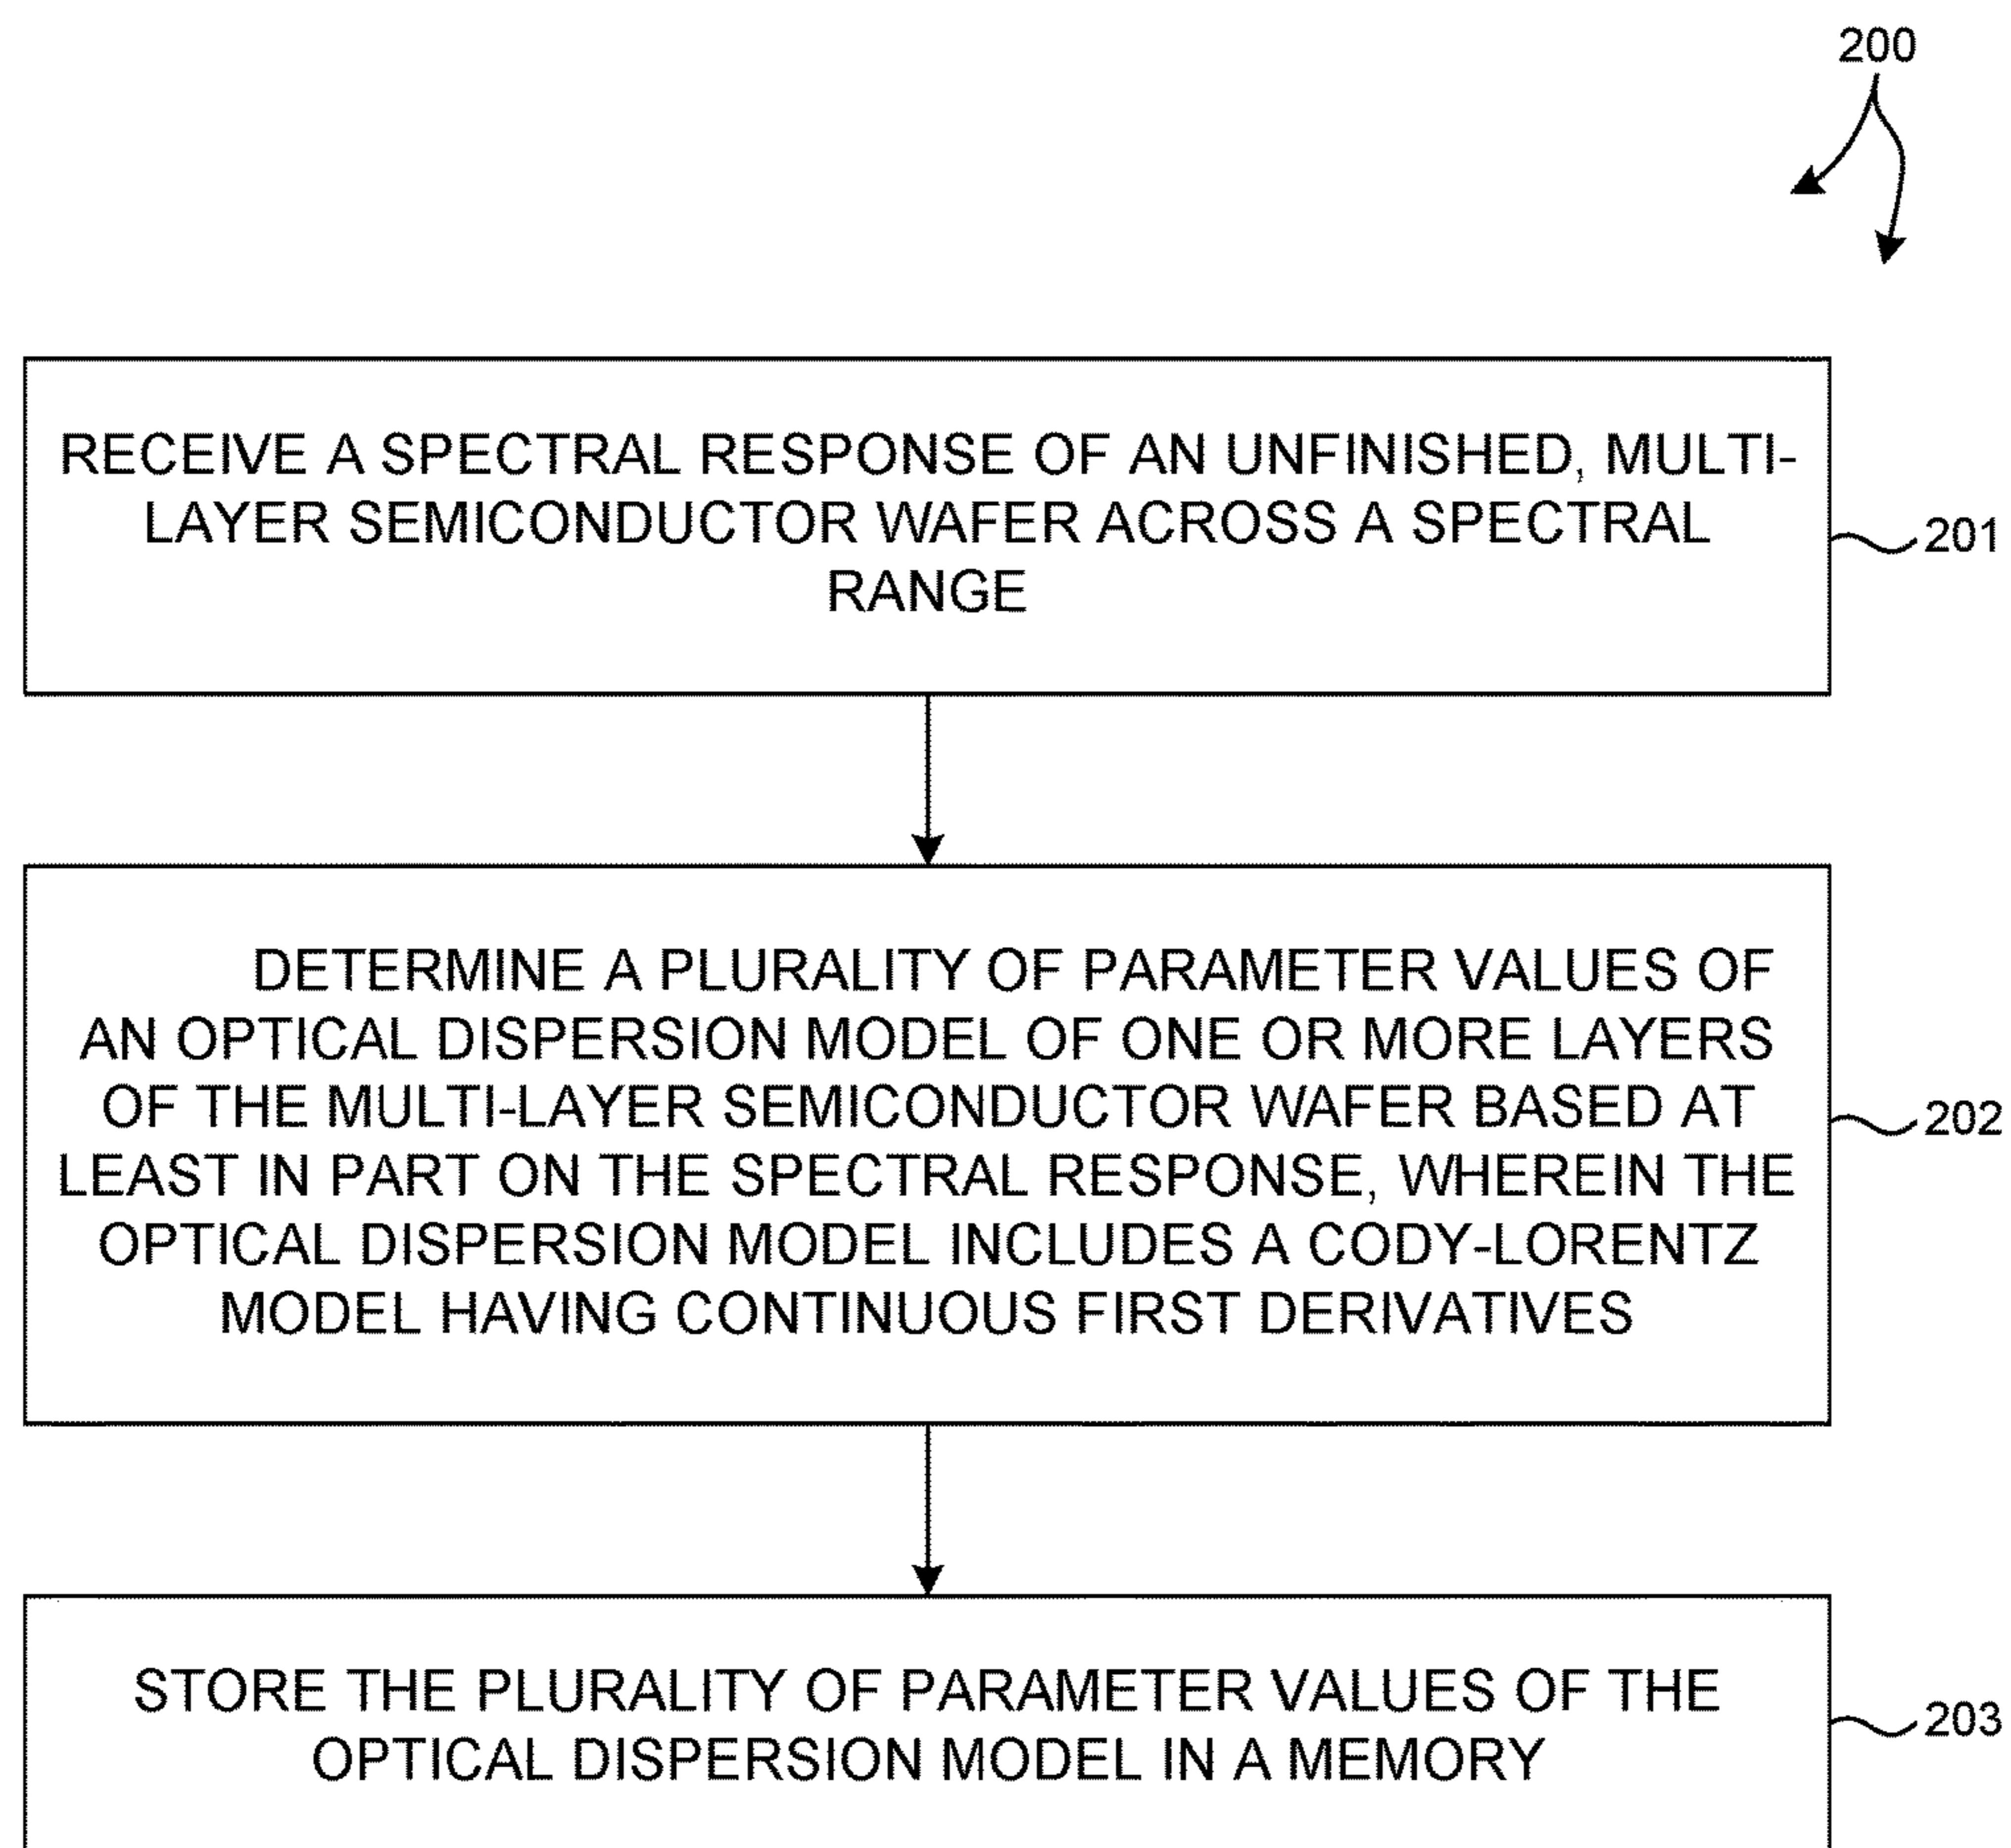 200
RECEIVE A SPECTRAL RESPONSE OF AN UNFINISHED, MULTI-
LAYER SEMICONDUCTOR WAFER ACROSS A SPECTRAL
RANGE
201
DETERMINE A PLURALITY OF PARAMETER VALUES OF
AN OPTICAL DISPERSION MODEL OF ONE OR MORE LAYERS
OF THE MULTI-LAYER SEMICONDUCTOR WAFER BASED AT
LEAST IN PART ON THE SPECTRAL RESPONSE, WHEREIN THE
OPTICAL DISPERSION MODEL INCLUDES A CODY-LORENTZ
MODEL HAVING CONTINUOUS FIRST DERIVATIVES
202
STORE THE PLURALITY OF PARAMETER VALUES OF THE
OPTICAL DISPERSION MODEL IN A MEMORY
203